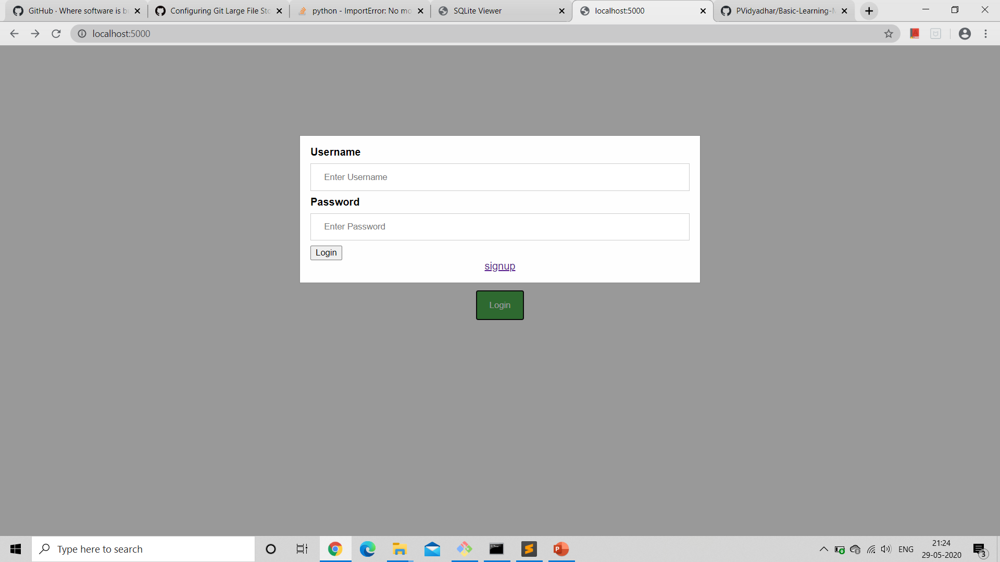 GitHub · Where software is b
Configuring Git Large File Sto
python - ImportError: No mo
SQLite Viewer
localhost:5000
PVidyadhar/Basic-Learning-
localhost:5000
Username
Enter Username
Password
Enter Password
Login
signup
Login
Type here to search
ENG
21:24
29-05-2020
3